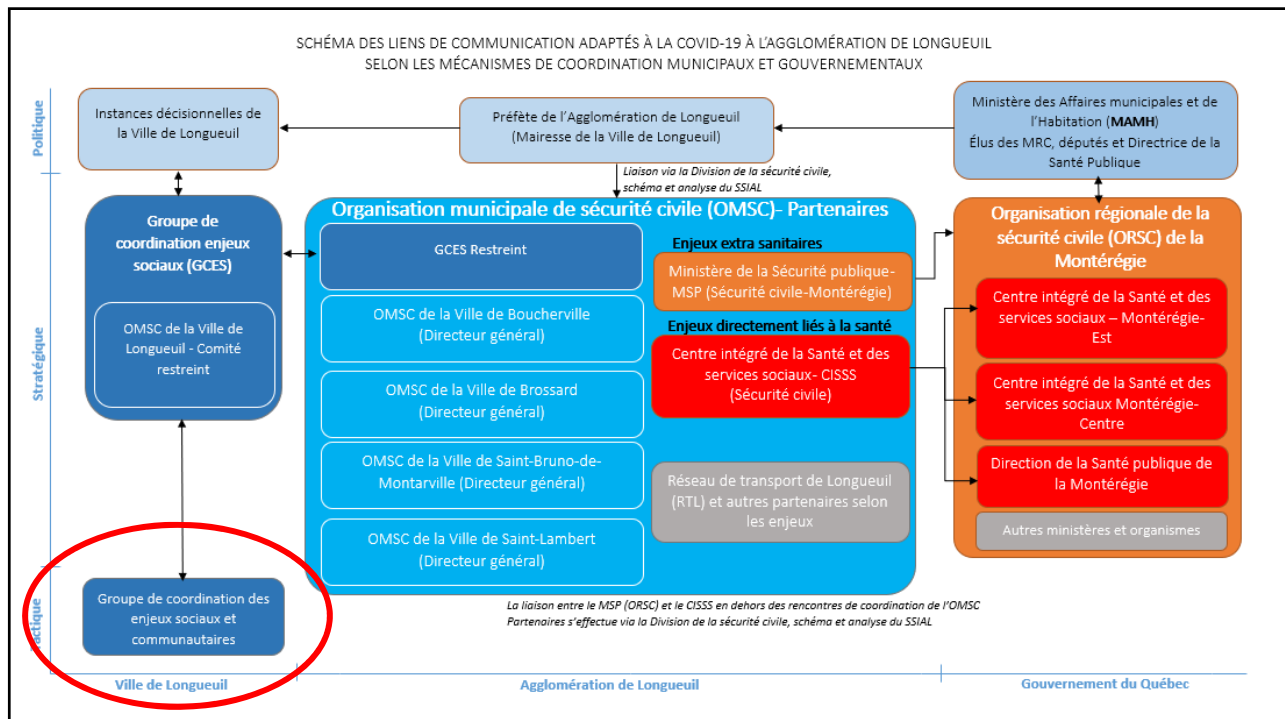 SCHÉMA DES LIENS DE COMMUNICATION ADAPTÉS À LA COVID-19 À L'AGGLOMÉRATION DE LONGUEUIL
SELON LES MÉCANISMES DE COORDINATION MUNICIPAUX ET GOUVERNEMENTAUX
Politique
Instances décisionnelles de
la Ville de Longueuil
Préfète de l'Agglomération de Longueuil
(Mairesse de la Ville de Longueuil)
Ministère des Affaires municipales et de
l'Habitation (MAMH)
Élus des MRC, députés et Directrice de la
Santé Publique
Liaison via la Division de la sécurité civile,
schéma et analyse du SSIAL
Stratégique
Groupe de
coordination enjeux
sociaux (GCES)
OMSC de la Ville de
Longueuil - Comité
restreint
Organisation municipale de sécurité civile (OMSC)- Partenaires
GCES Restreint
OMSC de la Ville de Boucherville
(Directeur général)
OMSC de la Ville de Brossard
(Directeur général)
OMSC de la Ville de Saint-Bruno-de-
Montarville (Directeur général)
OMSC de la Ville de Saint-Lambert
(Directeur général)
Enjeux extra sanitaires
Ministère de la Sécurité publique-
MSP (Sécurité civile-Montérégie)
Enjeux directement liés à la santé
Centre intégré de la Santé et des
services sociaux- CISSS
(Sécurité civile)
Réseau de transport de Longueuil
(RTL) et autres partenaires selon
les enjeux
Organisation régionale de la
sécurité civile (ORSC) de la
Montérégie
Centre intégré de la Santé et des
services sociaux – Montérégie-
Est
Centre intégré de la Santé et des
services sociaux Montérégie-
Centre
Direction de la Santé publique de
la Montérégie
Autres ministères et organismes
Tactique
Groupe de coordination des
enjeux sociaux et
communautaires
La liaison entre le MSP (ORSC) et le CISSS en dehors des rencontres de coordination de l'OMSC
Partenaires s'effectue via la Division de la sécurité civile, schéma et analyse du SSIAL
Ville de Longueuil
Agglomération de Longueuil
Gouvernement du Québec